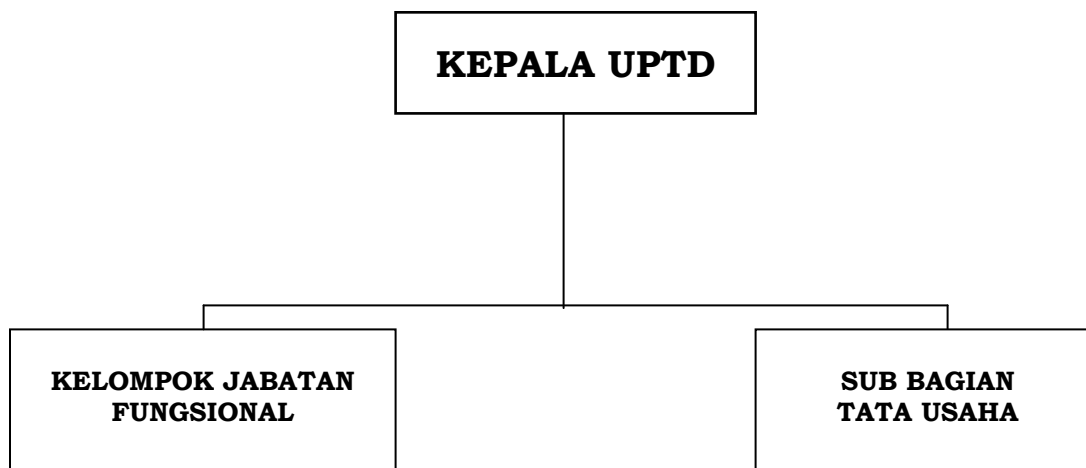 KEPALA UPTD
KELOMPOK JABATAN
FUNGSIONAL
SUB BAGIAN
TATA USAHA